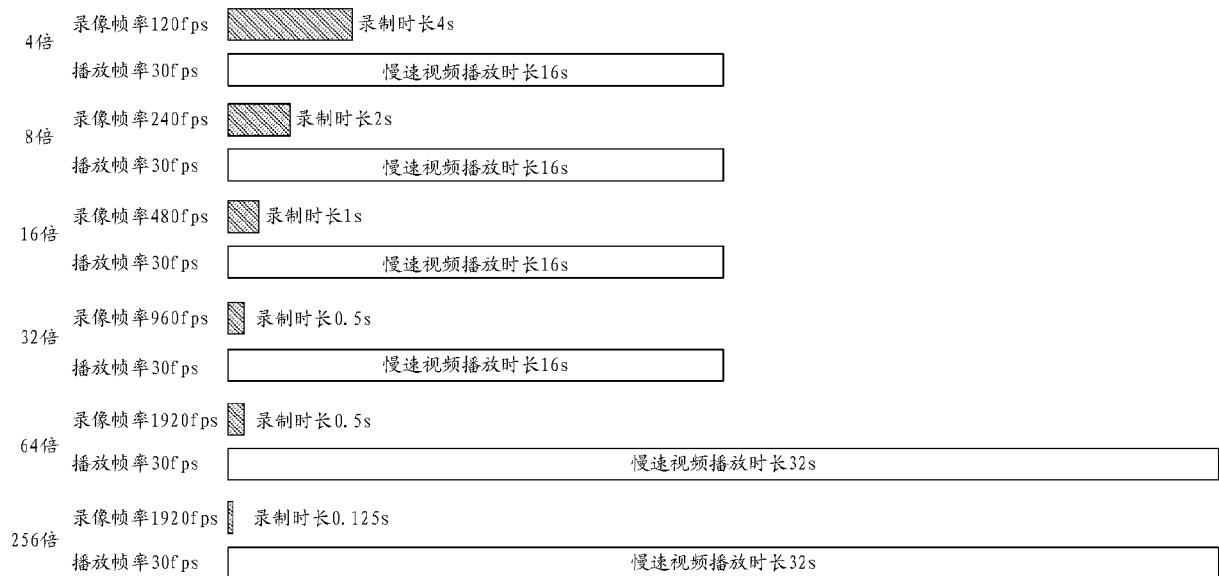 4倍
录像帧率120fps 录制时长4s
播放帧率30fps 慢速视频播放时长16s
8倍
录像帧率240fps 录制时长2s
播放帧率30fps 慢速视频播放时长16s
16倍
录像帧率480fps 录制时长1s
播放帧率30fps 慢速视频播放时长16s
32倍
录像帧率960fps 录制时长0.5s
播放帧率30fps 慢速视频播放时长16s
64倍
录像帧率1920fps 录制时长0.5s
播放帧率30fps 慢速视频播放时长32s
256倍
录像帧率1920fps 录制时长0.125s
播放帧率30fps 慢速视频播放时长32s